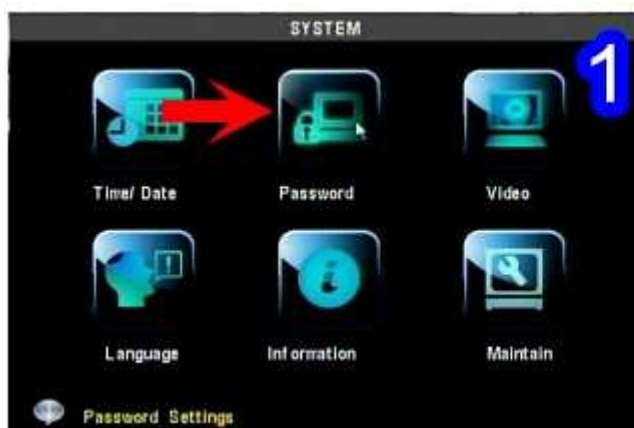 SYSTEM
1
Time/ Date
Password
Video
Language
Information
Maintain
Password Settings